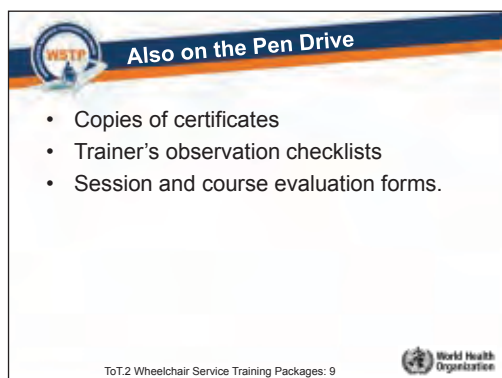 WSTP
Also on the Pen Drive
• Copies of certificates
• Trainer's observation checklists
• Session and course evaluation forms.
ToT.2 Wheelchair Service Training Packages: 9
World Health
Organization